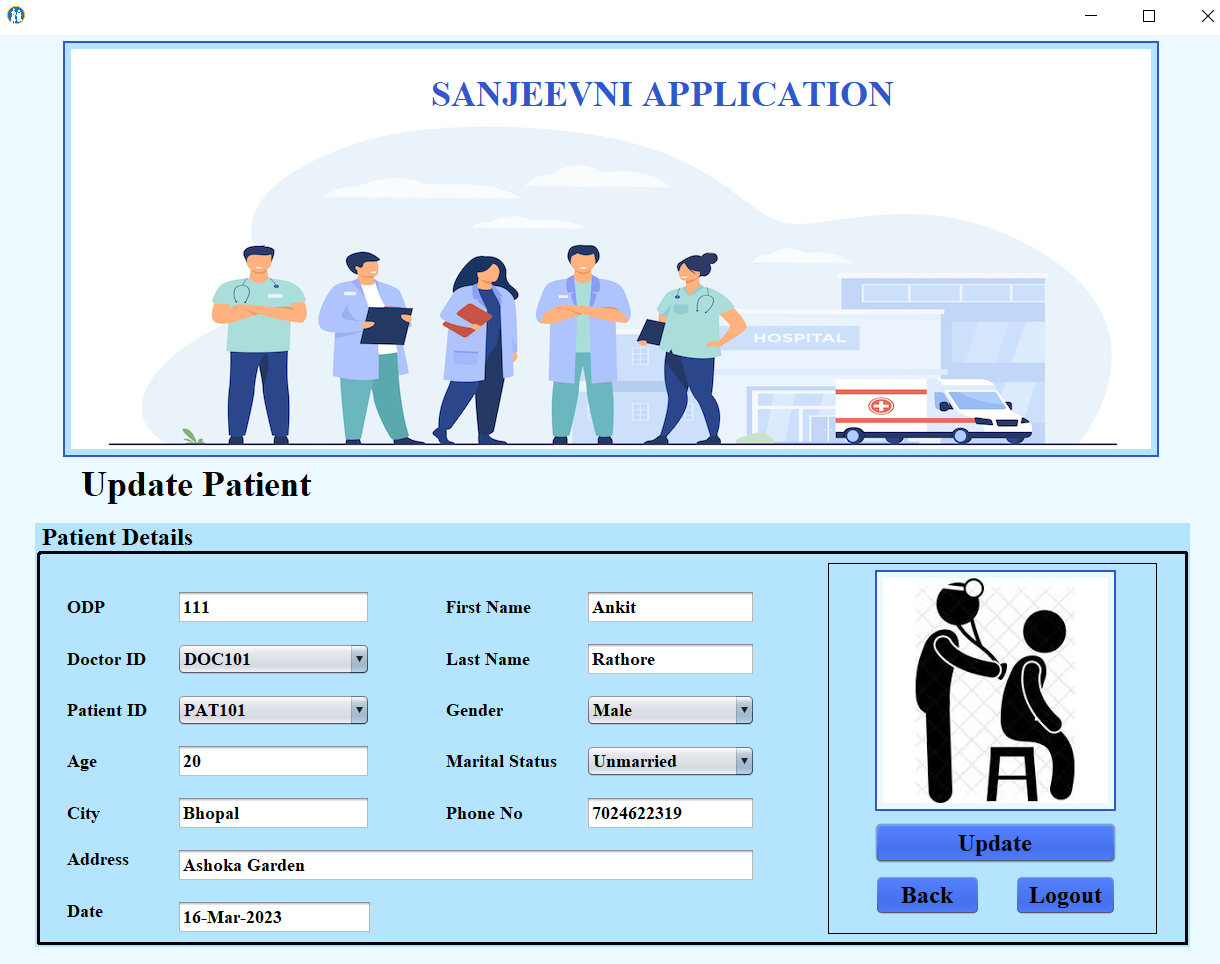 SANJEEVNI APPLICATION
HOSPITAL
Update Patient
Patient Details
ODP 111 First Name Ankit
Doctor ID DOC101 Last Name Rathore
Patient ID PAT101 Gender Male
Age 20 Marital Status Unmarried
City Bhopal Phone No 7024622319
Address Ashoka Garden
Date 16-Mar-2023
Update
Back Logout